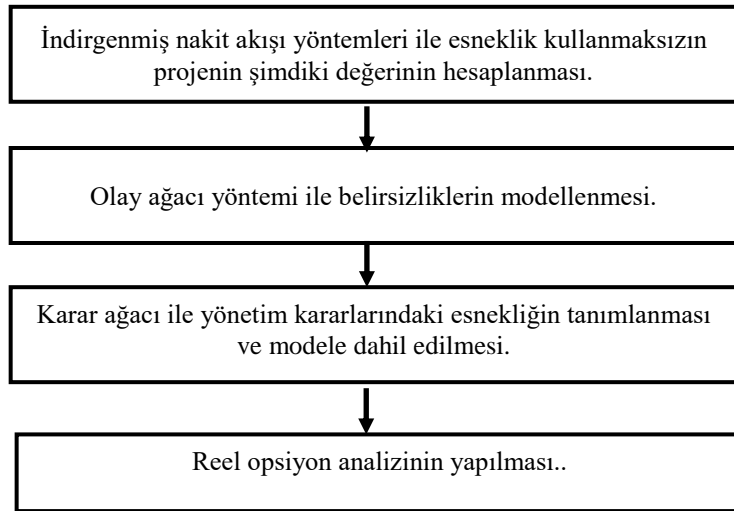 İndirgenmiş nakit akışı yöntemleri ile esneklik kullanmaksızın
projenin şimdiki değerinin hesaplanması.
Olay ağacı yöntemi ile belirsizliklerin modellenmesi.
Karar ağacı ile yönetim kararlarındaki esnekliğin tanımlanması
ve modele dahil edilmesi.
Reel opsiyon analizinin yapılması..